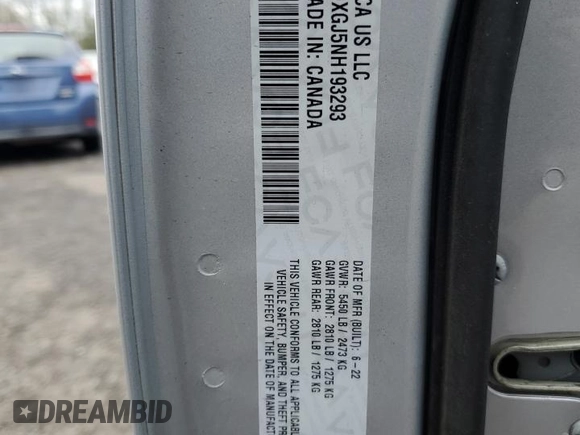 CA US LLC
XGJ5NH193293
MADE IN: CANADA
DATE OF MFR (BUILT): 6-22
GVWR: 5450 LB / 2473 KG
GAWR FRONT: 2810 LB / 1275 KG
GAWR REAR: 2810 LB / 1275 KG
THIS VEHICLE CONFORMS TO ALL APPLICABL
VEHICLE SAFETY, BUMPER, AND THEFT PR
IN EFFECT ON THE DATE OF MANUFACT
DREAMBID